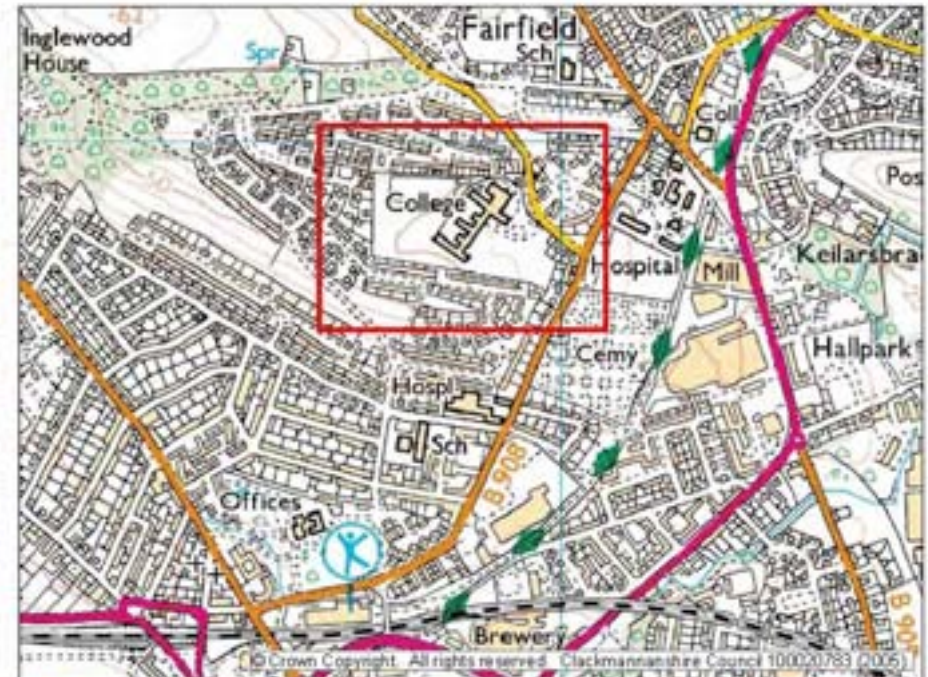 Fairfield
Sch
Inglewood
House
Spr
Coll
College
Pos
Hospital
Mill
Keilarsbra
Cemy
Hallpark
Hospl
Sch
B 908
Offices
Brewery
© Crown Copyright. All rights reserved. Clackmannanshire Council 100020783 (2005)